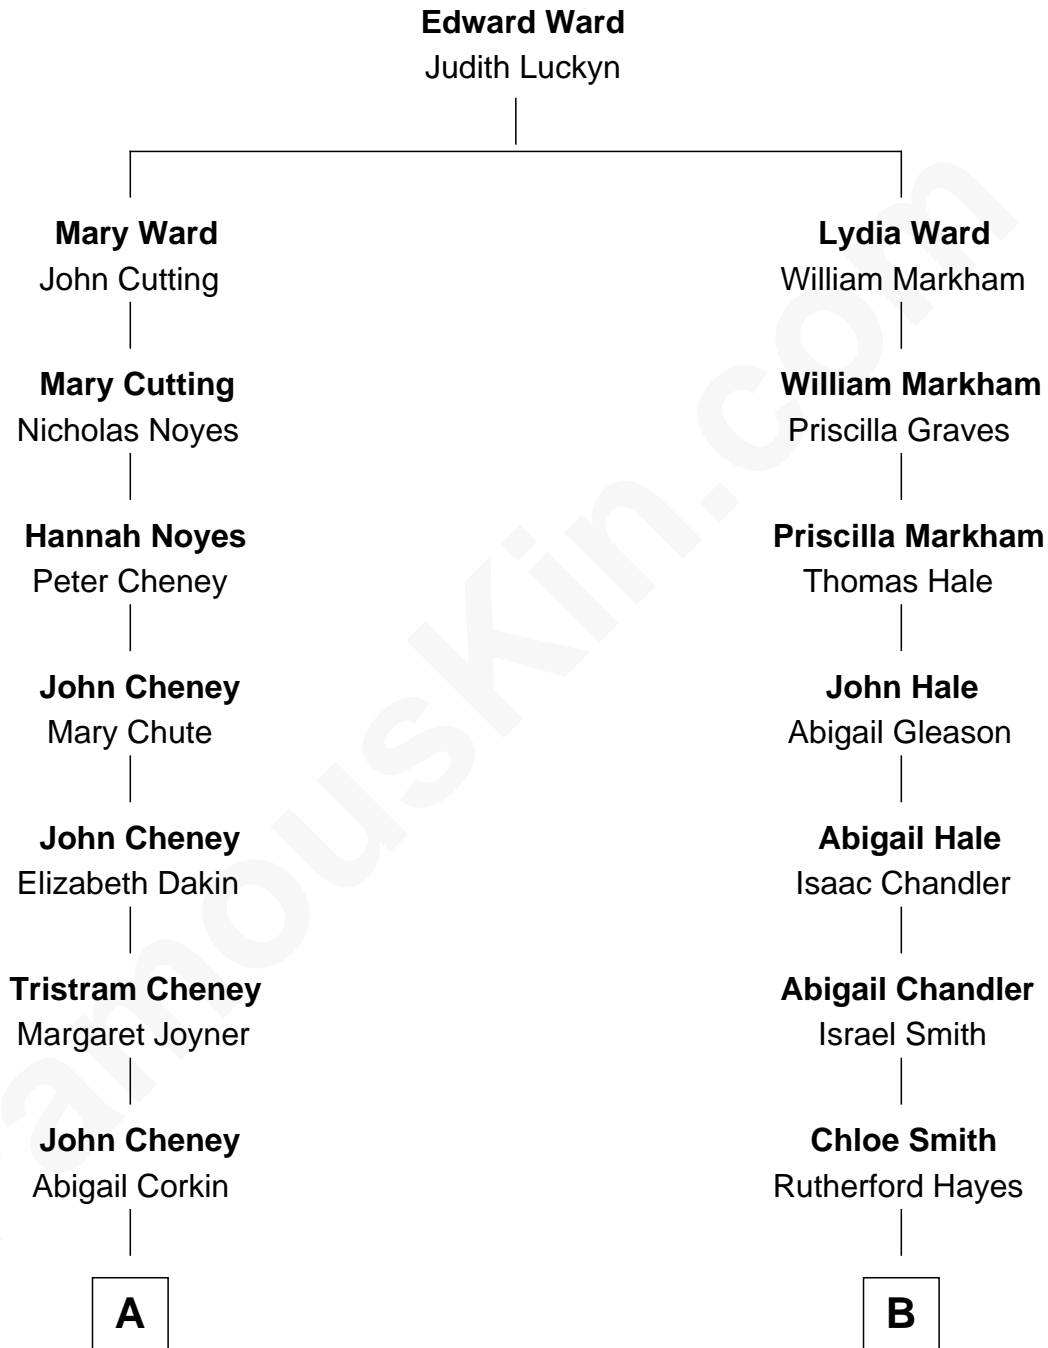 Edward Ward
Judith Luckyn
Mary Ward
John Cutting
Lydia Ward
William Markham
Mary Cutting
Nicholas Noyes
William Markham
Priscilla Graves
Hannah Noyes
Peter Cheney
Priscilla Markham
Thomas Hale
John Cheney
Mary Chute
John Hale
Abigail Gleason
John Cheney
Elizabeth Dakin
Abigail Hale
Isaac Chandler
Tristram Cheney
Margaret Joyner
Abigail Chandler
Israel Smith
John Cheney
Abigail Corkin
Chloe Smith
Rutherford Hayes
A
B
amouskin.com